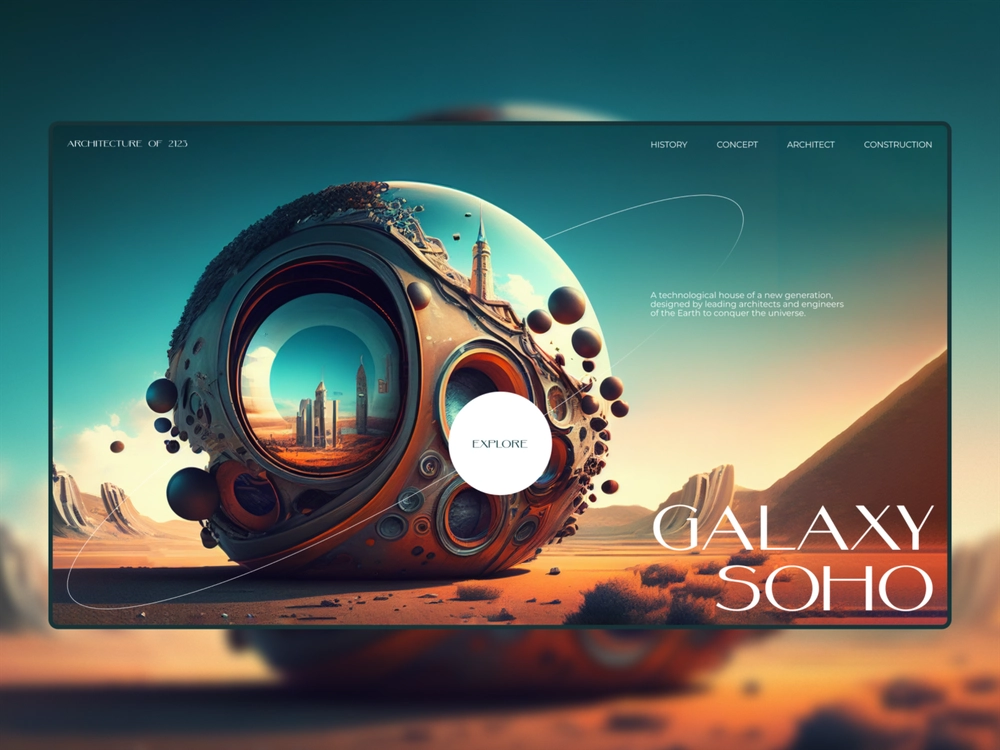 ARCHITECTURE OF 2123
HISTORY CONCEPT ARCHITECT CONSTRUCTION
A technological house of a new generation,
designed by leading architects and engineers
of the Earth to conquer the universe.
EXPLORE
GALAXY
SOHO